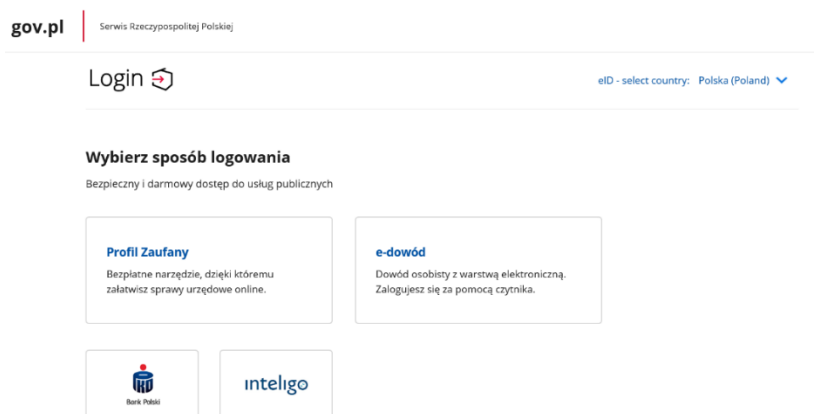 gov.pl
Serwis Rzeczypospolitej Polskiej
Login
eID - select country: Polska (Poland)
Wybierz sposób logowania
Bezpieczny i darmowy dostęp do usług publicznych
Profil Zaufany
Bezpłatne narzędzie, dzięki któremu
załatwisz sprawy urzędowe online.
e-dowód
Dowód osobisty z warstwą elektroniczną.
Zalogujesz się za pomocą czytnika.
PKO
Bank Polski
inteligo